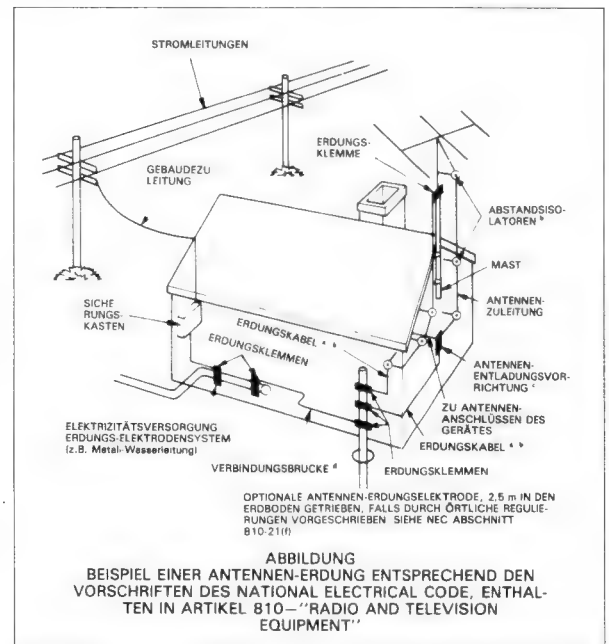 STROMLEITUNGEN
GEBAUDEZU
LEITUNG
ERDUNGS-
KLEMME
ABSTANDSISO-
LATOREN b
MAST
ANTENNEN-
ZULEITUNG
SICHE
RUNGS-
KASTEN
ERDUNGSKABEL a b
ERDUNGSKLEMMEN
ANTENNEN-
ENTLADUNGSVOR-
RICHTUNG c
ZU ANTENNEN-
ANSCHLÜSSEN DES
GERÄTES
ERDUNGSKABEL a b
ELEKTRIZITÄTSVERSORGUNG
ERDUNGS-ELEKTRODENSYSTEM
(z.B. Metal-Wasserleitung)
VERBINDUNGSBRUCKE d
ERDUNGSKLEMMEN
OPTIONALE ANTENNEN-ERDUNGSELEKTRODE, 2,5 m IN DEN
ERDBODEN GETRIEBEN, FALLS DURCH ÖRTLICHE REGULIE-
RUNGEN VORGESCHRIEBEN SIEHE NEC ABSCHNITT
810-21(f)
ABBILDUNG
BEISPIEL EINER ANTENNEN-ERDUNG ENTSPRECHEND DEN
VORSCHRIFTEN DES NATIONAL ELECTRICAL CODE, ENTHAL-
TEN IN ARTIKEL 810—"RADIO AND TELEVISION
EQUIPMENT"